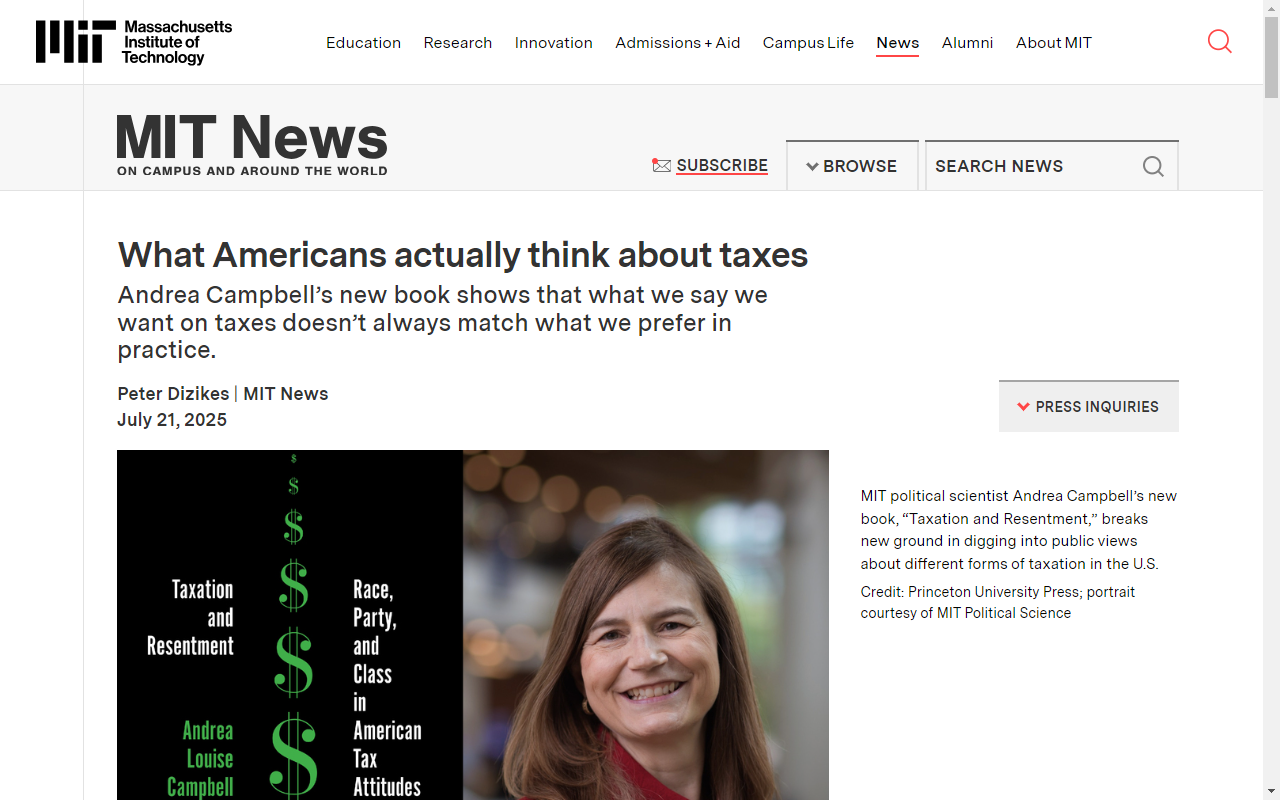 Massachusetts
Institute of
Technology
Education Research Innovation Admissions + Aid Campus Life News Alumni About MIT
MIT News
ON CAMPUS AND AROUND THE WORLD
SUBSCRIBE
BROWSE
SEARCH NEWS
What Americans actually think about taxes
Andrea Campbell’s new book shows that what we say we
want on taxes doesn’t always match what we prefer in
practice.
Peter Dizikes | MIT News
July 21, 2025
PRESS INQUIRIES
Taxation
and
Resentment
Andrea
Louise
Campbell
$
$
$
$
$
$
Race,
Party,
and
Class
in
American
Tax
Attitudes
MIT political scientist Andrea Campbell’s new
book, “Taxation and Resentment,” breaks
new ground in digging into public views
about different forms of taxation in the U.S.
Credit: Princeton University Press; portrait
courtesy of MIT Political Science